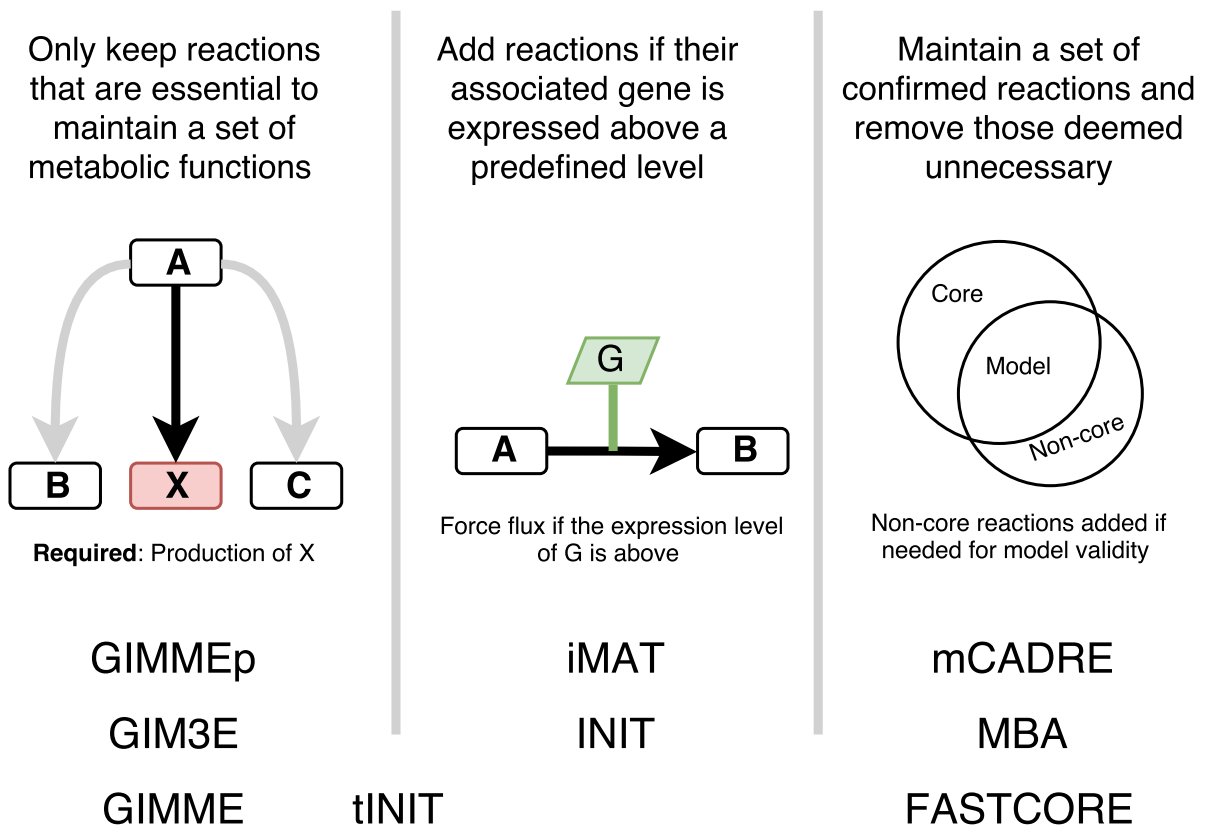 Only keep reactions
that are essential to
maintain a set of
metabolic functions
A
B
X
C
Required: Production of X
GIMMEp
GIM3E
GIMME
tINIT
Add reactions if their
associated gene is
expressed above a
predefined level
G
A
B
Force flux if the expression level
of G is above
iMAT
INIT
Maintain a set of
confirmed reactions and
remove those deemed
unnecessary
Core
Model
Non-core
Non-core reactions added if
needed for model validity
mCADRE
MBA
FASTCORE